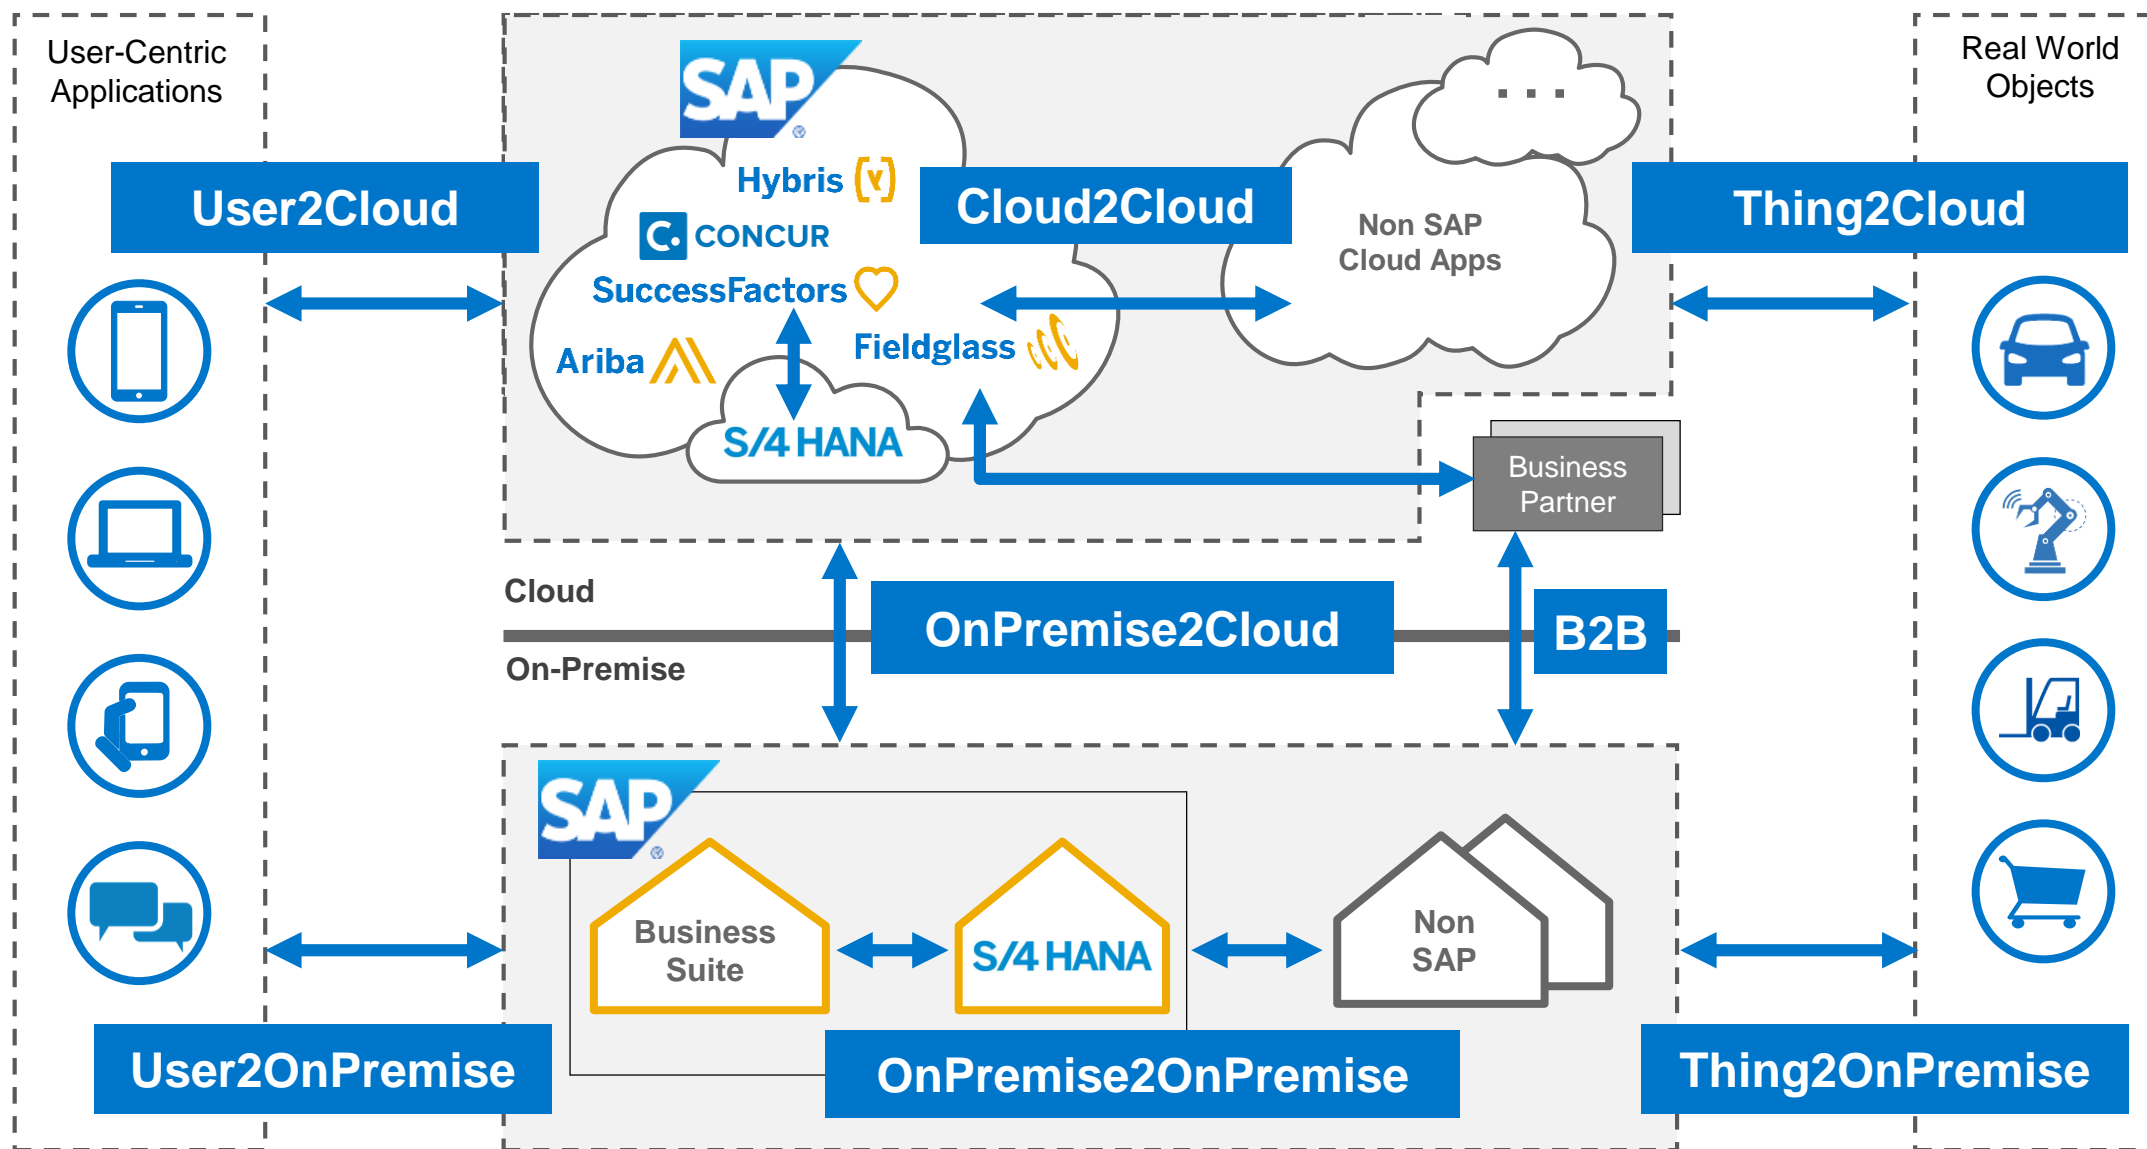 User-Centric
Applications
SAP
Real World
Objects
...
Hybris
User2Cloud
Cloud2Cloud
Thing2Cloud
C. CONCUR
Non SAP
Cloud Apps
SuccessFactors
Fieldglass
Ariba
S/4 HANA
Business
Partner
Cloud
OnPremise2Cloud
B2B
On-Premise
SAP
Business
Suite
S/4 HANA
Non
SAP
User2OnPremise
OnPremise2OnPremise
Thing2OnPremise